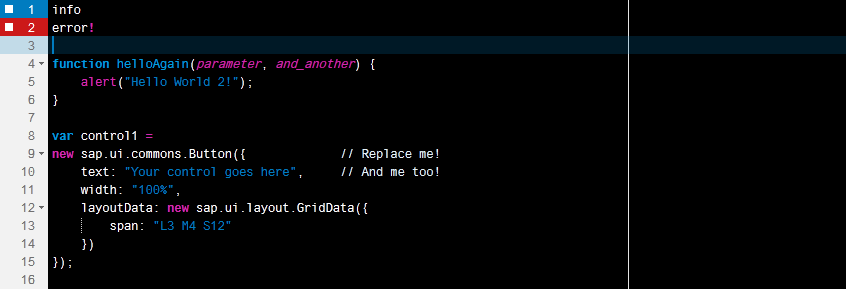 1 info
2 error!
3
4 function helloAgain(parameter, and_another) {
5     alert("Hello World 2!");
6 }
7
8 var control1 =
9 new sap.ui.commons.Button({             // Replace me!
10     text: "Your control goes here",     // And me too!
11     width: "100%",
12     layoutData: new sap.ui.layout.GridData({
13         span: "L3 M4 S12"
14     })
15 });
16